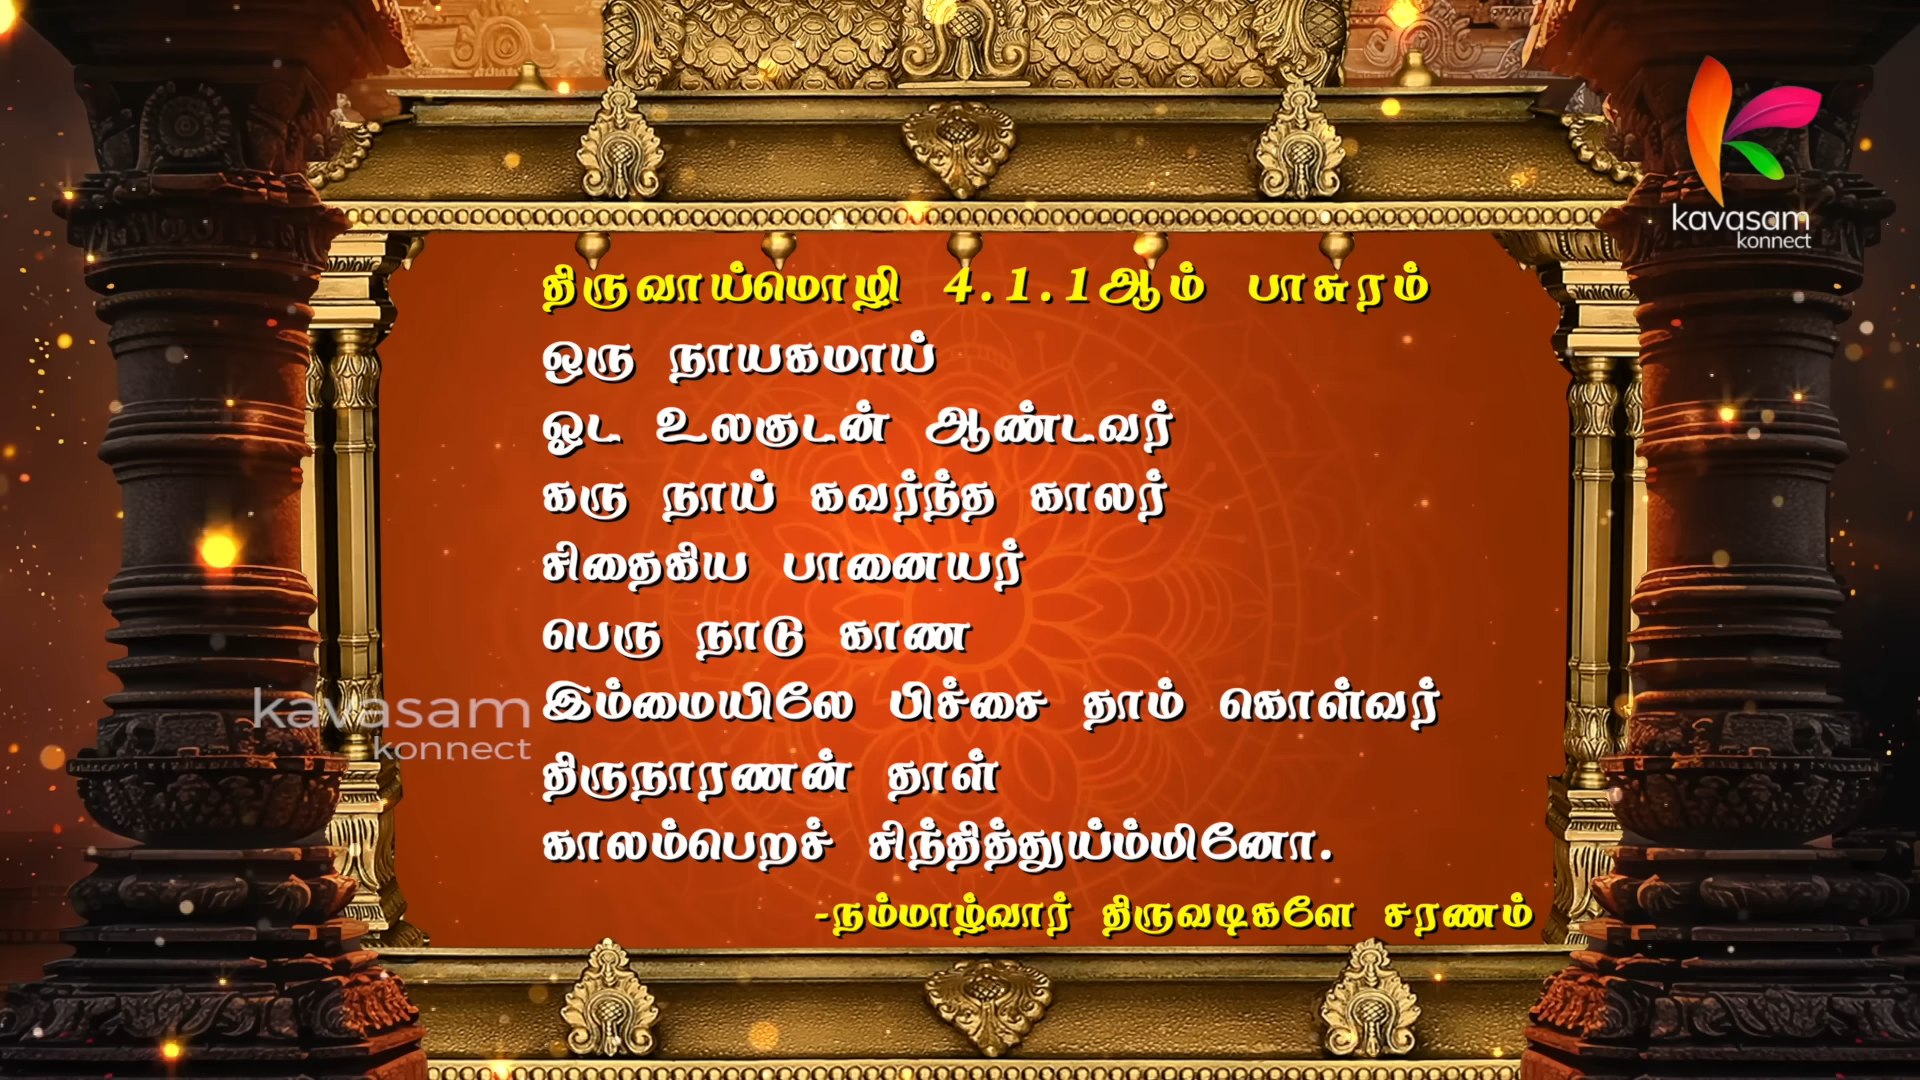 kavasam
konnect
திருவாய்மொழி 4.1.1ஆம் பாசுரம்
ஒரு நாயகமாய்
ஓட உலகுடன் ஆண்டவர்
கரு நாய் கவர்ந்த காலர்
சிதைகிய பானையர்
பெரு நாடு காண
இம்மையிலே பிச்சை தாம் கொள்வர்
kavasam
konnect
திருநாரணன் தாள்
காலம்பெறச் சிந்தித்துய்ம்மினோ.
-நம்மாழ்வார் திருவடிகளே சரணம்